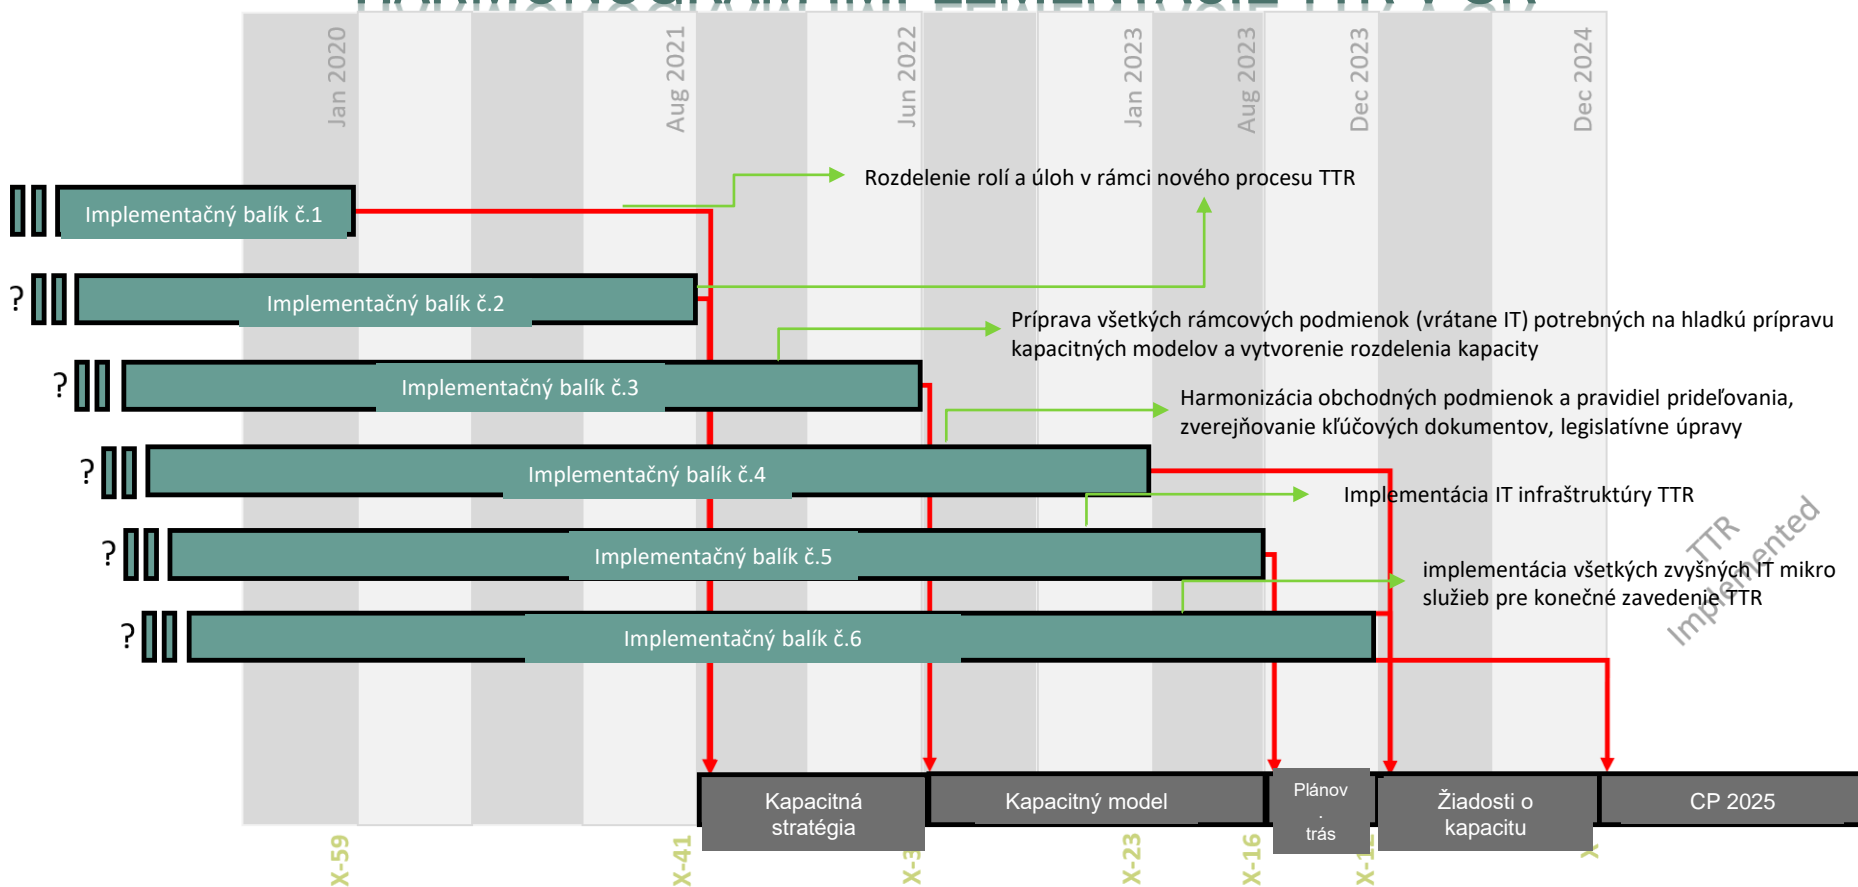 HARMONOGRAM IMPLEMENTÁCIE TTR V SR
Jan 2020
Aug 2021
Jun 2022
Jan 2023
Aug 2023
Dec 2023
Dec 2024
Rozdelenie rolí a úloh v rámci nového procesu TTR
Implementačný balík č.1
?
Implementačný balík č.2
Príprava všetkých rámcových podmienok (vrátane IT) potrebných na hladkú prípravu
kapacitných modelov a vytvorenie rozdelenia kapacity
?
Implementačný balík č.3
Harmonizácia obchodných podmienok a pravidiel prideľovania,
zverejňovanie kľúčových dokumentov, legislatívne úpravy
?
Implementačný balík č.4
Implementácia IT infraštruktúry TTR
TTR
Implemented
?
Implementačný balík č.5
implementácia všetkých zvyšných IT mikro
služieb pre konečné zavedenie TTR
?
Implementačný balík č.6
Kapacitná
stratégia
Kapacitný model
Plánov
.
trás
Žiadosti o
kapacitu
CP 2025
X-59
X-41
X-23
X-16